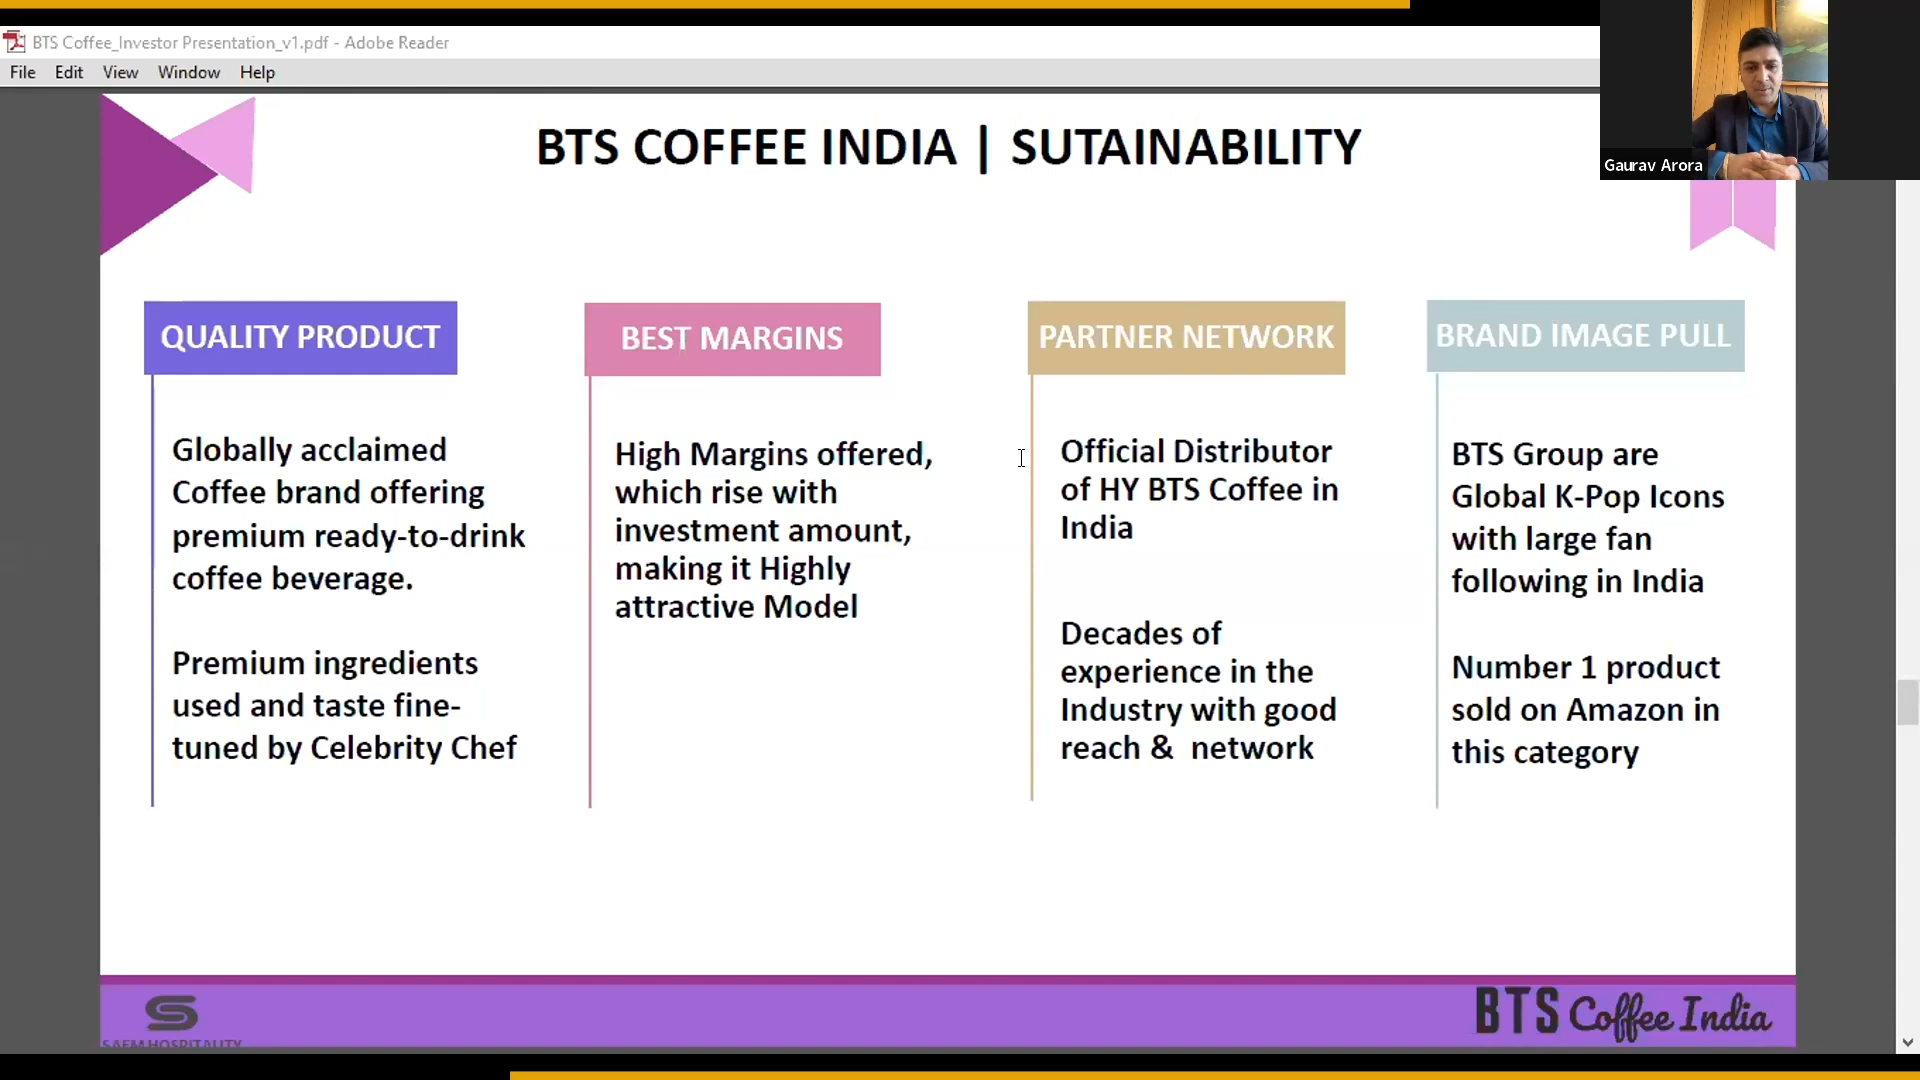 BTS Coffee_Investor Presentation_v1.pdf - Adobe Reader
File Edit View Window Help
Gaurav Arora
BTS COFFEE INDIA | SUTAINABILITY
QUALITY PRODUCT
Globally acclaimed
Coffee brand offering
premium ready-to-drink
coffee beverage.
Premium ingredients
used and taste fine-
tuned by Celebrity Chef
BEST MARGINS
High Margins offered,
which rise with
investment amount,
making it Highly
attractive Model
PARTNER NETWORK
Official Distributor
of HY BTS Coffee in
India
Decades of
experience in the
Industry with good
reach & network
BRAND IMAGE PULL
BTS Group are
Global K-Pop Icons
with large fan
following in India
Number 1 product
sold on Amazon in
this category
SAEM HOSPITALITY
BTS Coffee India